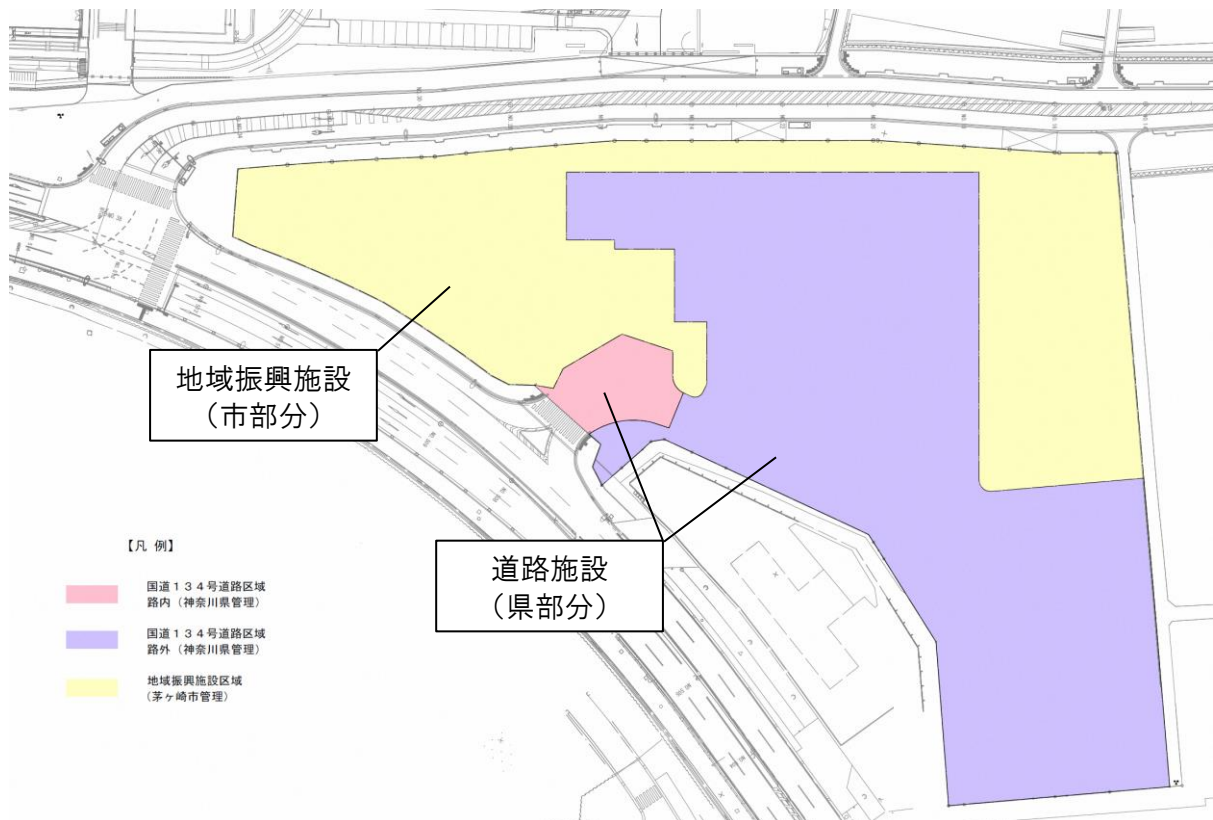 地域振興施設
（市部分）
道路施設
（県部分）
【凡 例】
国道１３４号道路区域
路内（神奈川県管理）
国道１３４号道路区域
路外（神奈川県管理）
地域振興施設区域
（茅ヶ崎市管理）